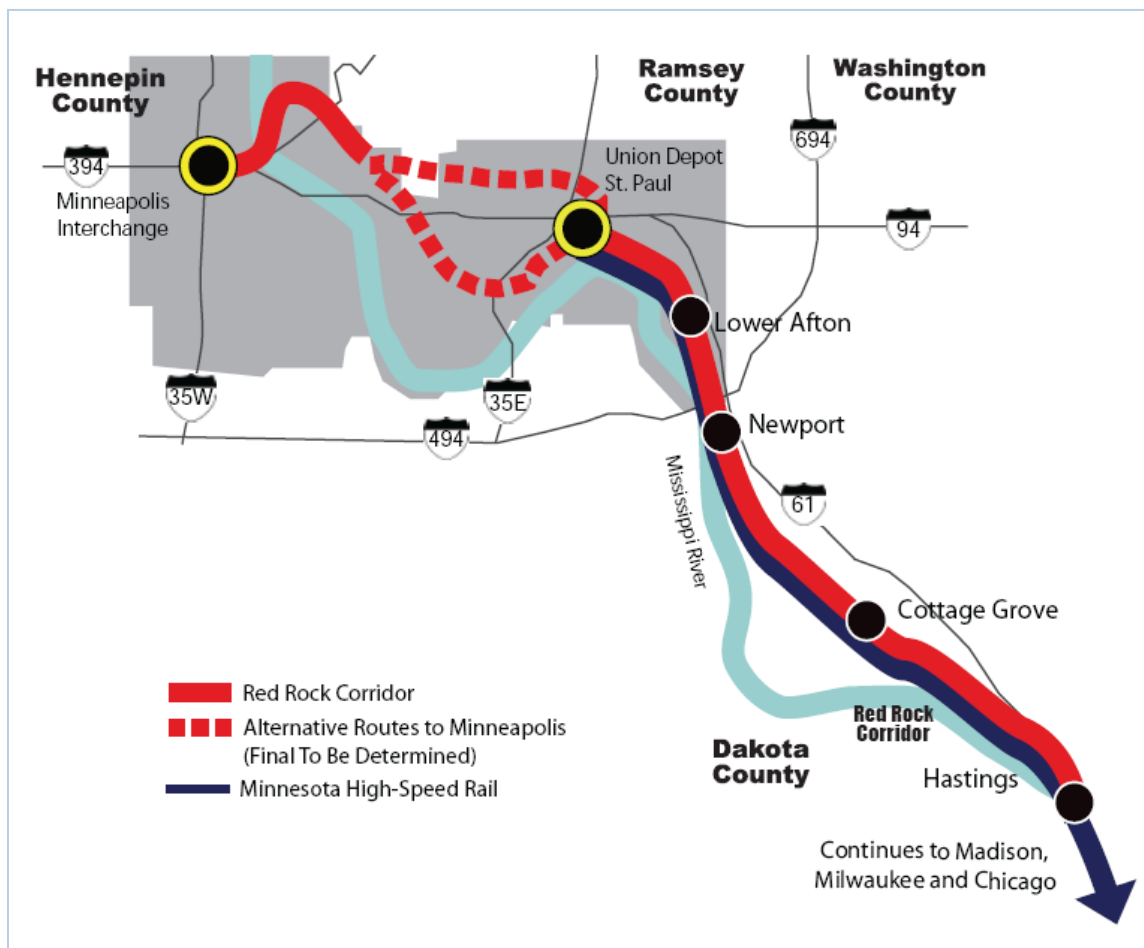 Hennepin
County
Ramsey
County
Washington
County
394
694
Union Depot
St. Paul
Minneapolis
Interchange
94
Lower Afton
35W
35E
Newport
494
61
Mississippi River
Cottage Grove
Red Rock Corridor
Alternative Routes to Minneapolis
(Final To Be Determined)
Minnesota High-Speed Rail
Red Rock
Corridor
Dakota
County
Hastings
Continues to Madison,
Milwaukee and Chicago